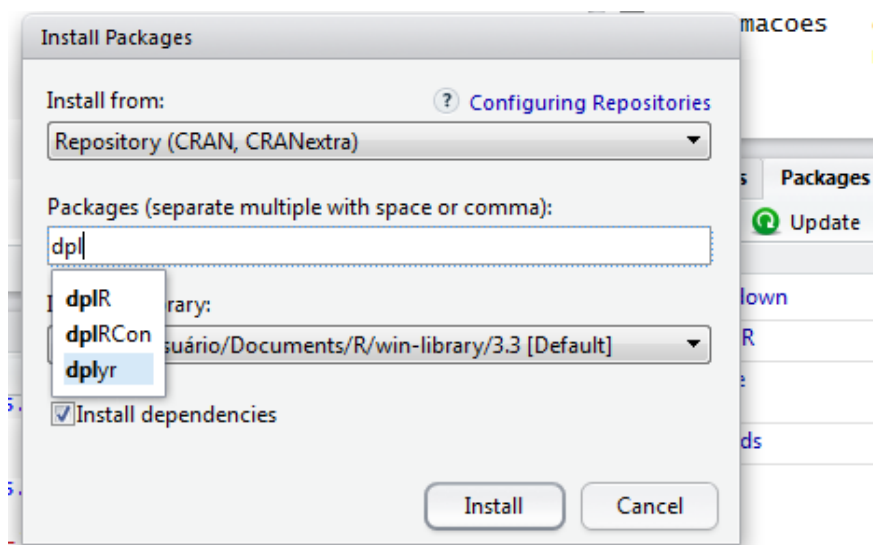 macoes
Install Packages
Install from:
Configuring Repositories
Repository (CRAN, CRANextra)
Packages
Packages (separate multiple with space or comma):
Update
dpl
dplR
dplRCon
dplyr
rary:
suário/Documents/R/win-library/3.3 [Default]
lown
R
ds
Install dependencies
Install
Cancel